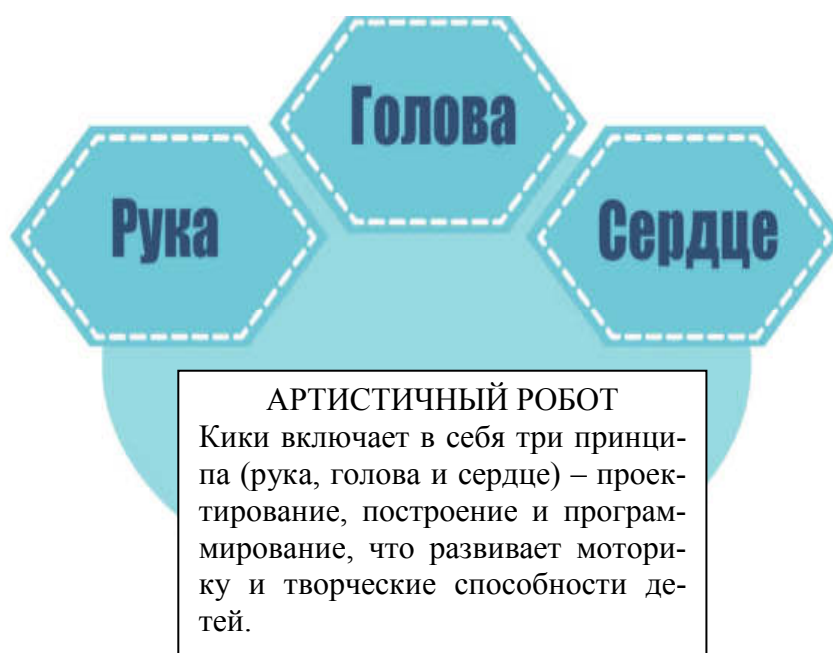 Голова
Рука
Сердце
АРТИСТИЧНЫЙ РОБОТ
Кики включает в себя три принци-
па (рука, голова и сердце) – проек-
тирование, построение и програм-
мирование, что развивает мотори-
ку и творческие способности де-
тей.